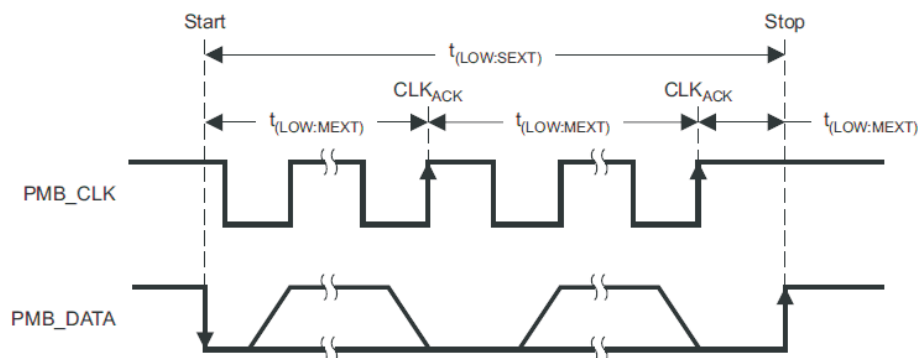 Start Stop
t(LOW:SEXT)
CLKACK CLKACK
t(LOW:MEXT) t(LOW:MEXT) t(LOW:MEXT)
PMB_CLK
PMB_DATA